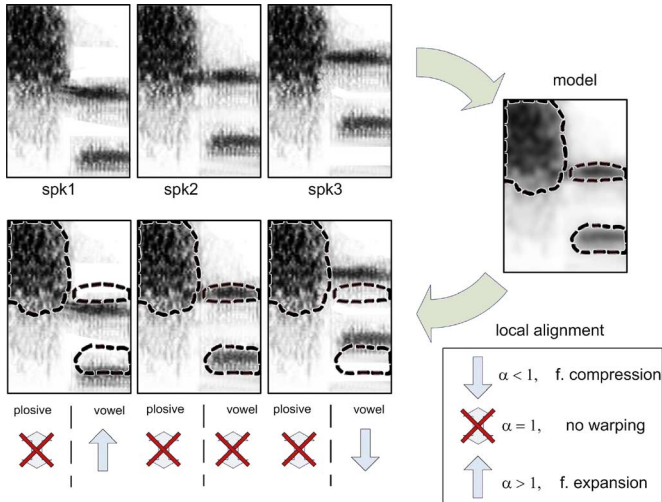 model
spk1 spk2 spk3
local alignment
plosive vowel plosive vowel plosive vowel
α < 1, f. compression
α = 1, no warping
α > 1, f. expansion